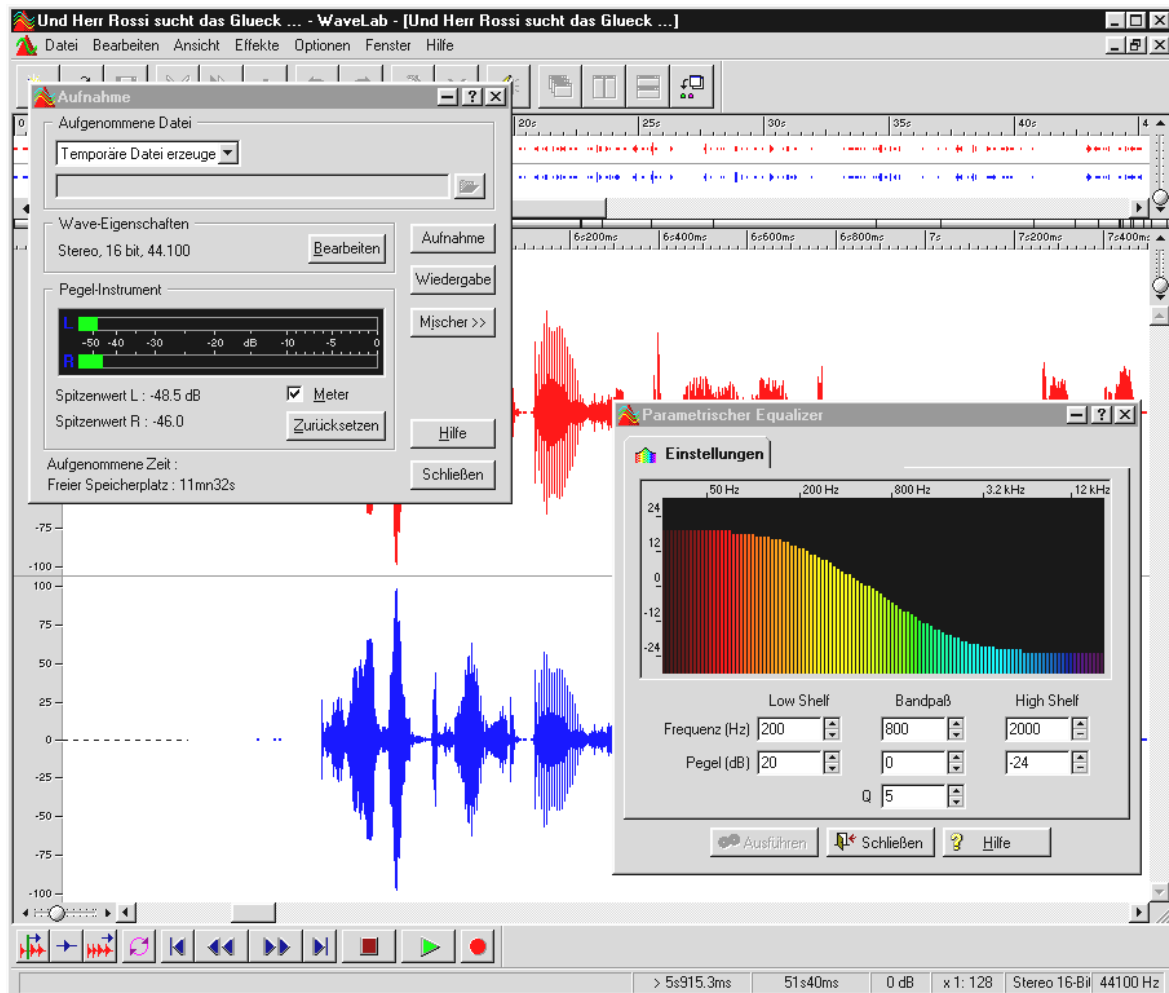 Und Herr Rossi sucht das Glueck ... - WaveLab - [Und Herr Rossi sucht das Glueck ...]
Datei Bearbeiten Ansicht Effekte Optionen Fenster Hilfe
Aufnahme
Aufgenommene Datei
Temporäre Datei erzeuge
Wave-Eigenschaften
Stereo, 16 bit, 44.100
Bearbeiten
Pegel-Instrument
L
-50 -40 -30 -20 dB -10 -5 0
R
Spitzenwert L : -48.5 dB
Meter
Spitzenwert R : -46.0
Zurücksetzen
Aufgenommene Zeit :
Freier Speicherplatz : 11mn32s
Aufnahme
Wiedergabe
Mischer >>
Hilfe
Schließen
0 20s 25s 30s 35s 40s 4
6s200ms 6s400ms 6s600ms 6s800ms 7s 7s200ms 7s400ms
-75
-100
100
75
50
25
0
-25
-50
-75
-100
Parametrischer Equalizer
Einstellungen
50 Hz 200 Hz 800 Hz 3.2 kHz 12 kHz
24
12
0
-12
-24
Low Shelf Bandpaß High Shelf
Frequenz (Hz) 200 800 2000
Pegel (dB) 20 0 -24
Q 5
Ausführen Schließen Hilfe
> 5s915.3ms 51s40ms 0 dB x 1: 128 Stereo 16-Bit 44100 Hz